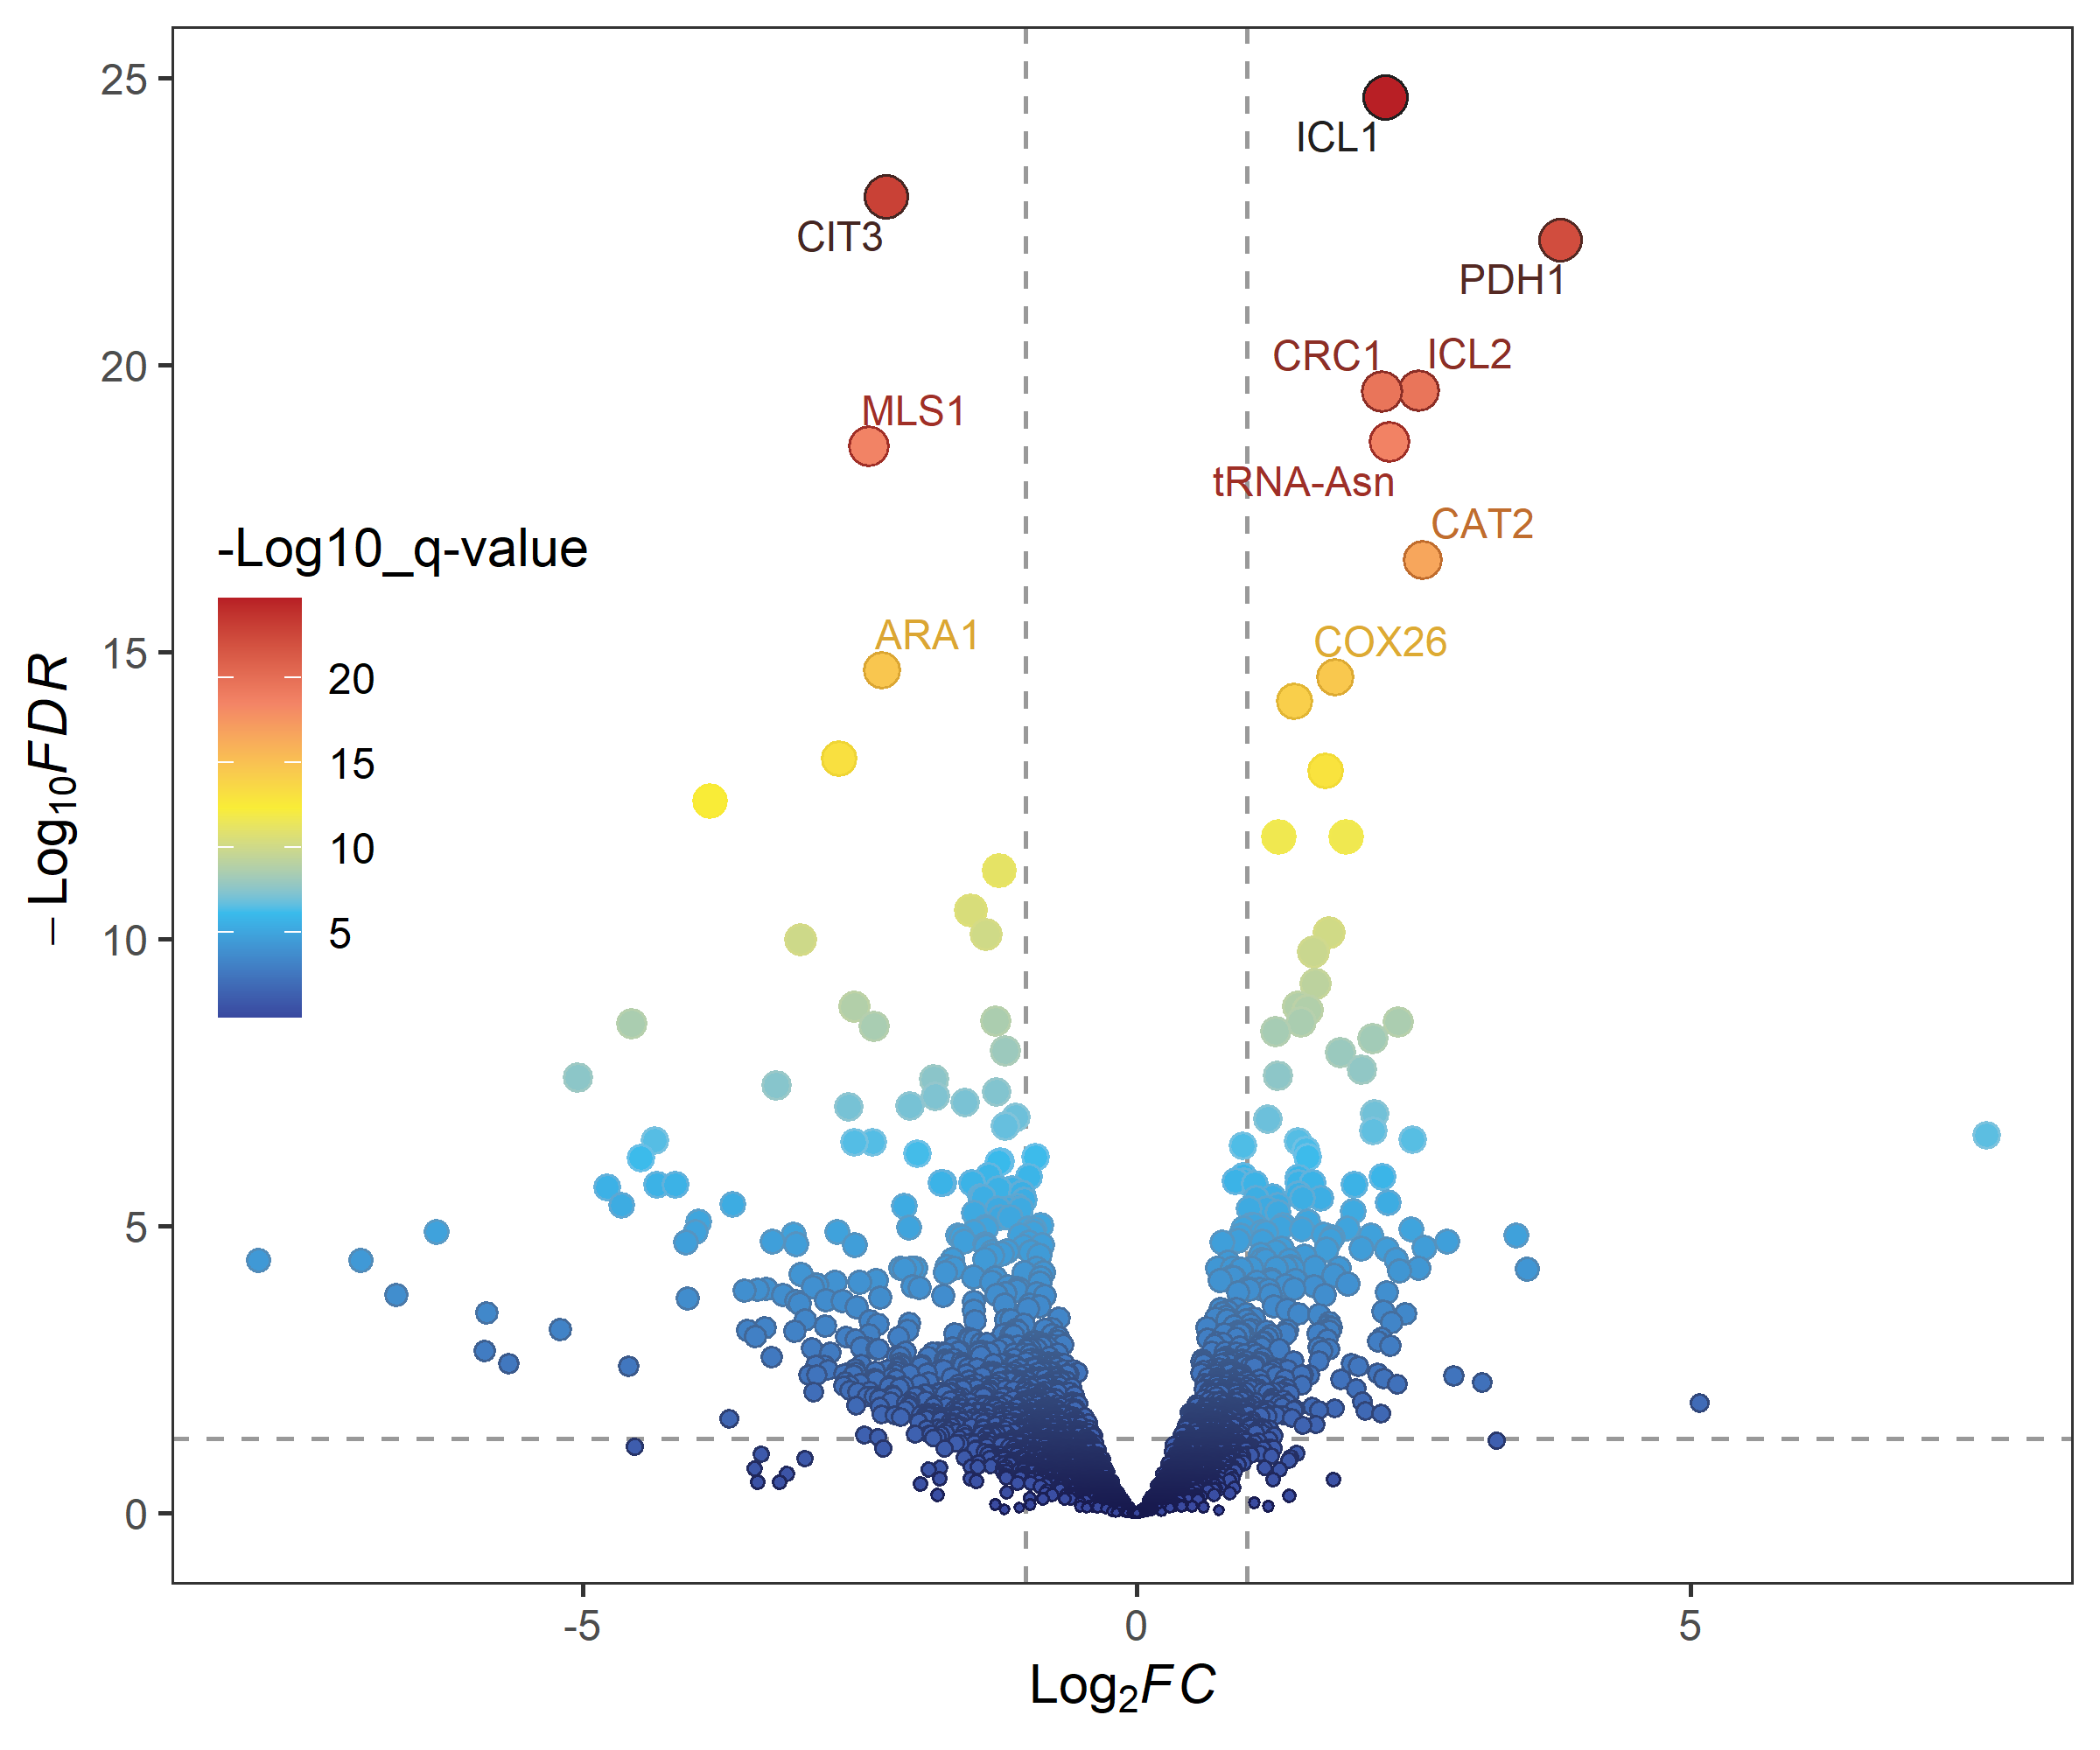 25
20
15
10
5
0
-5
0
5
Log2FC
−Log10FDR
-Log10_q-value
20
15
10
5
ICL1
CIT3
PDH1
CRC1
ICL2
MLS1
tRNA-Asn
CAT2
ARA1
COX26